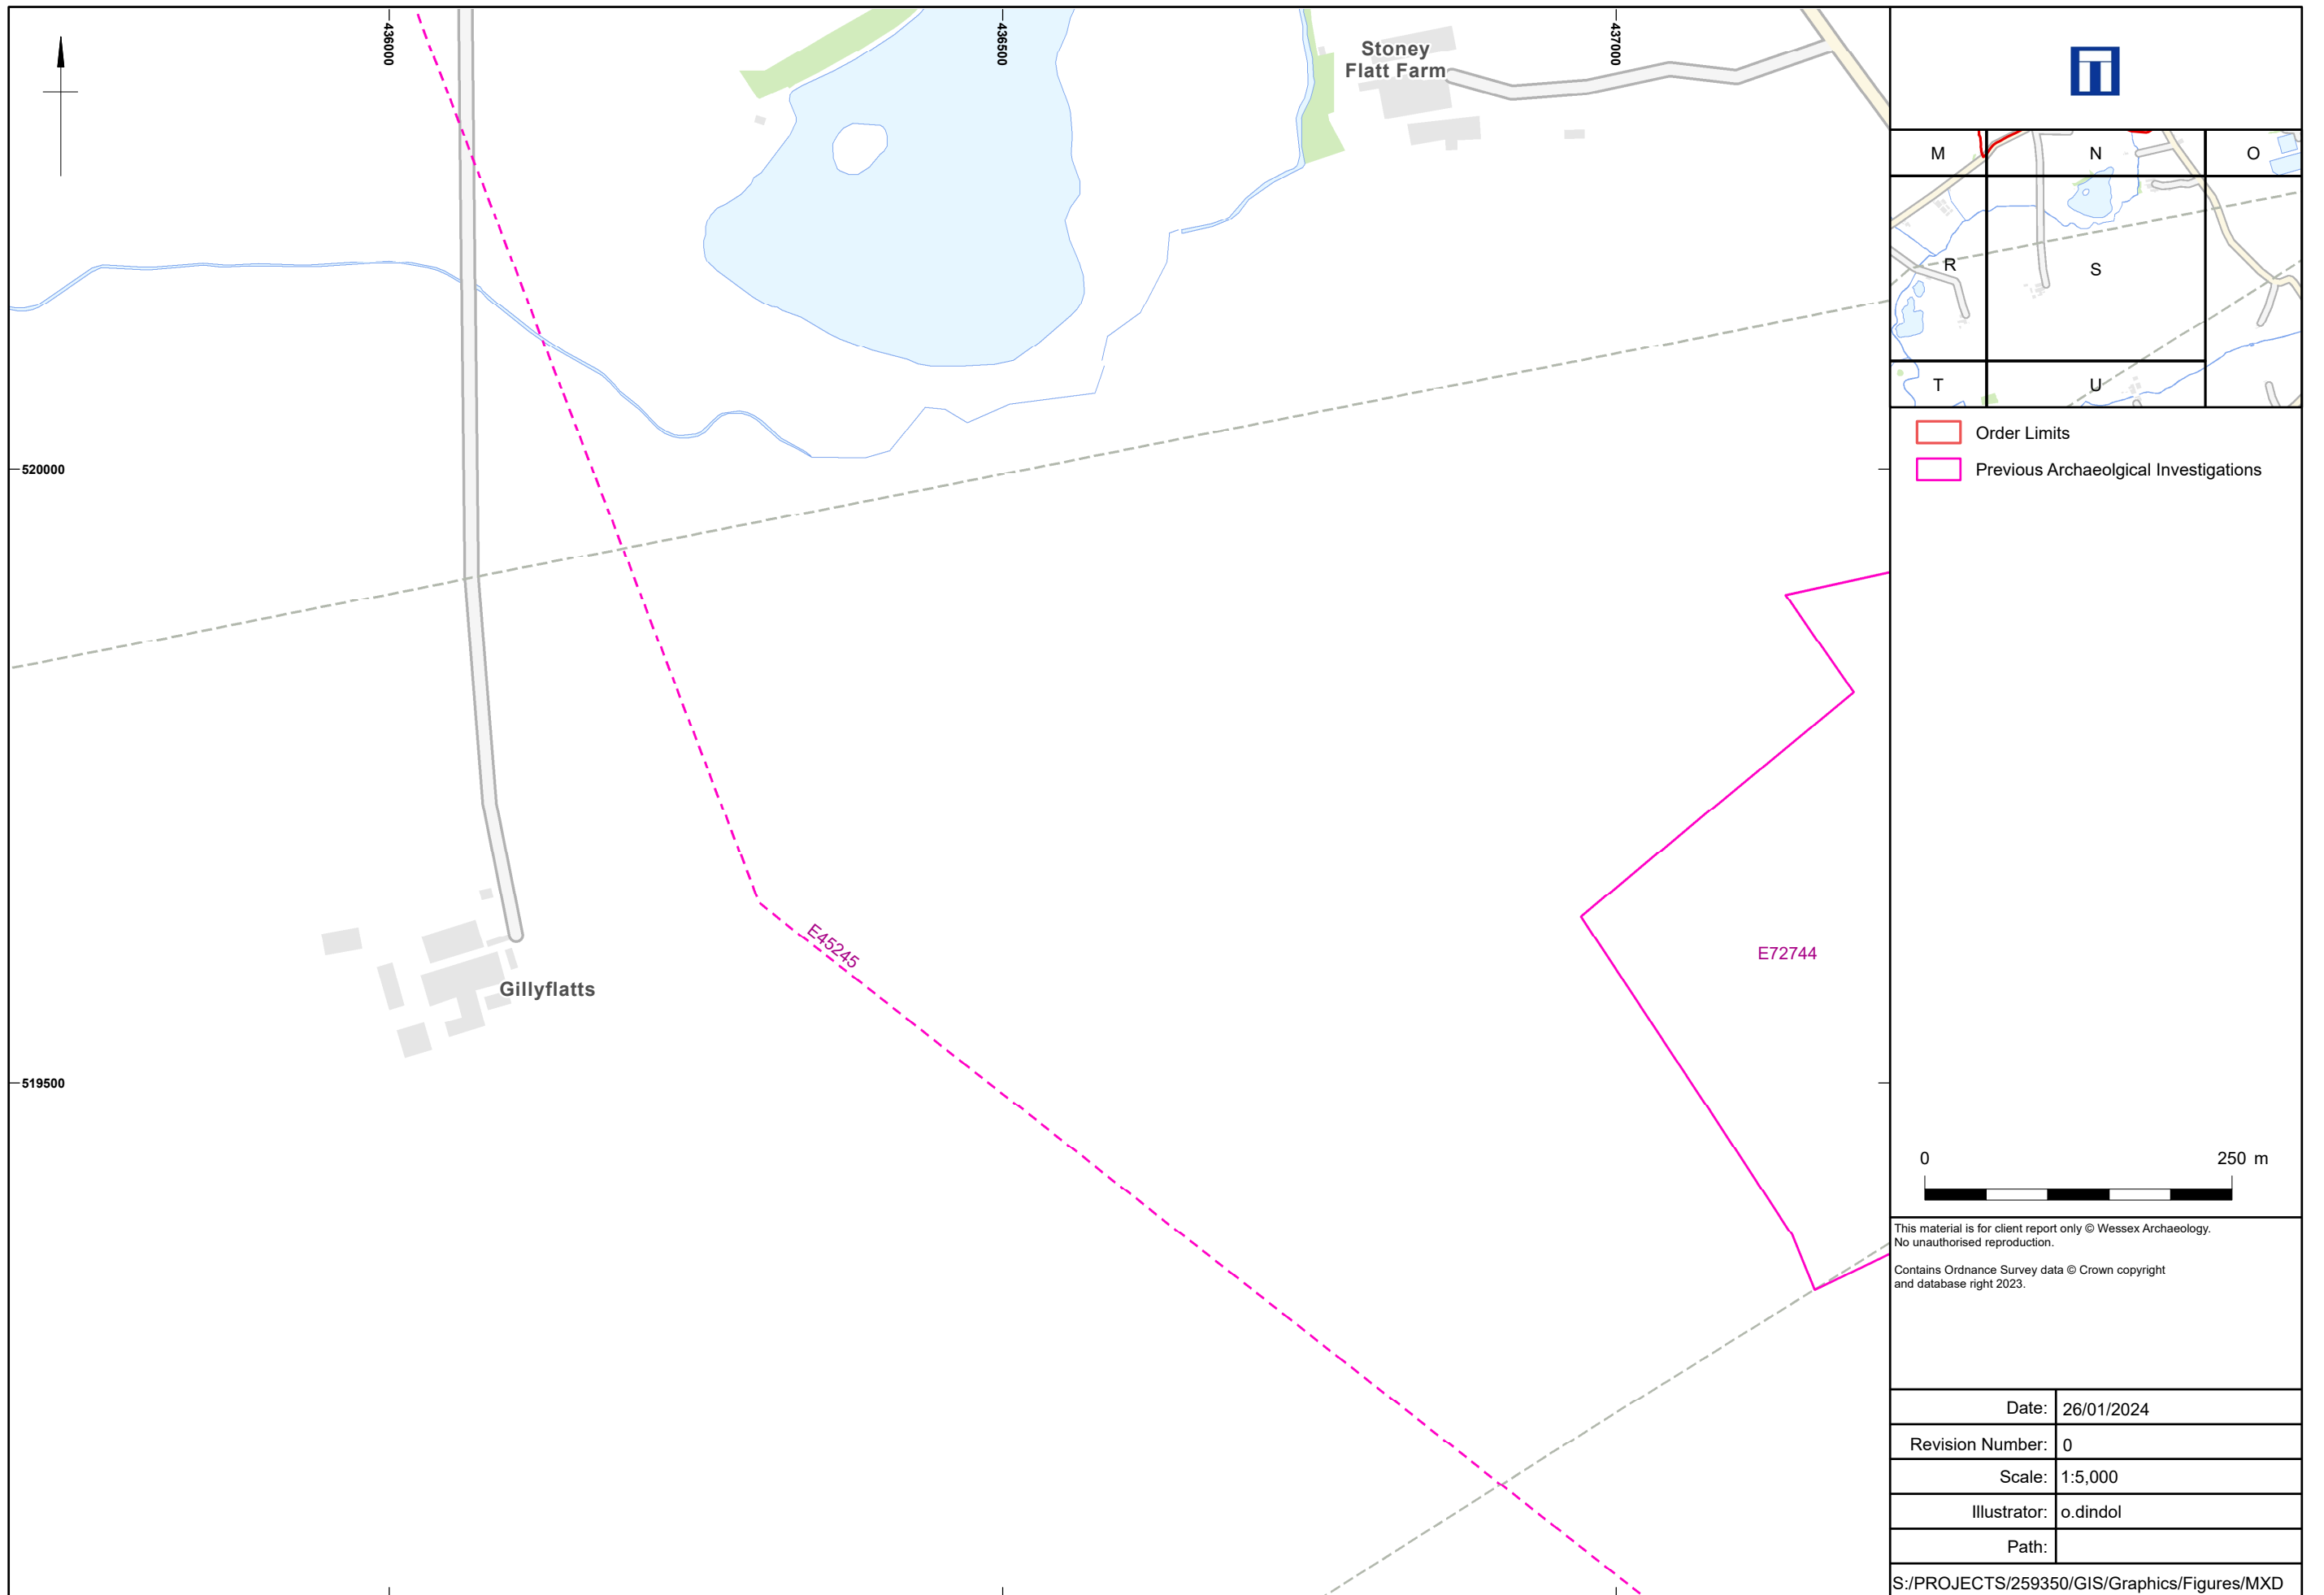 436000
436500
437000
Stoney
Flatt Farm
520000
519500
Gillyflatts
E45245
E72744
M
N
O
R
S
T
U
Order Limits
Previous Archaeolgical Investigations
0
250 m
This material is for client report only © Wessex Archaeology.
No unauthorised reproduction.
Contains Ordnance Survey data © Crown copyright
and database right 2023.
Date: 26/01/2024
Revision Number: 0
Scale: 1:5,000
Illustrator: o.dindol
Path:
S:/PROJECTS/259350/GIS/Graphics/Figures/MXD